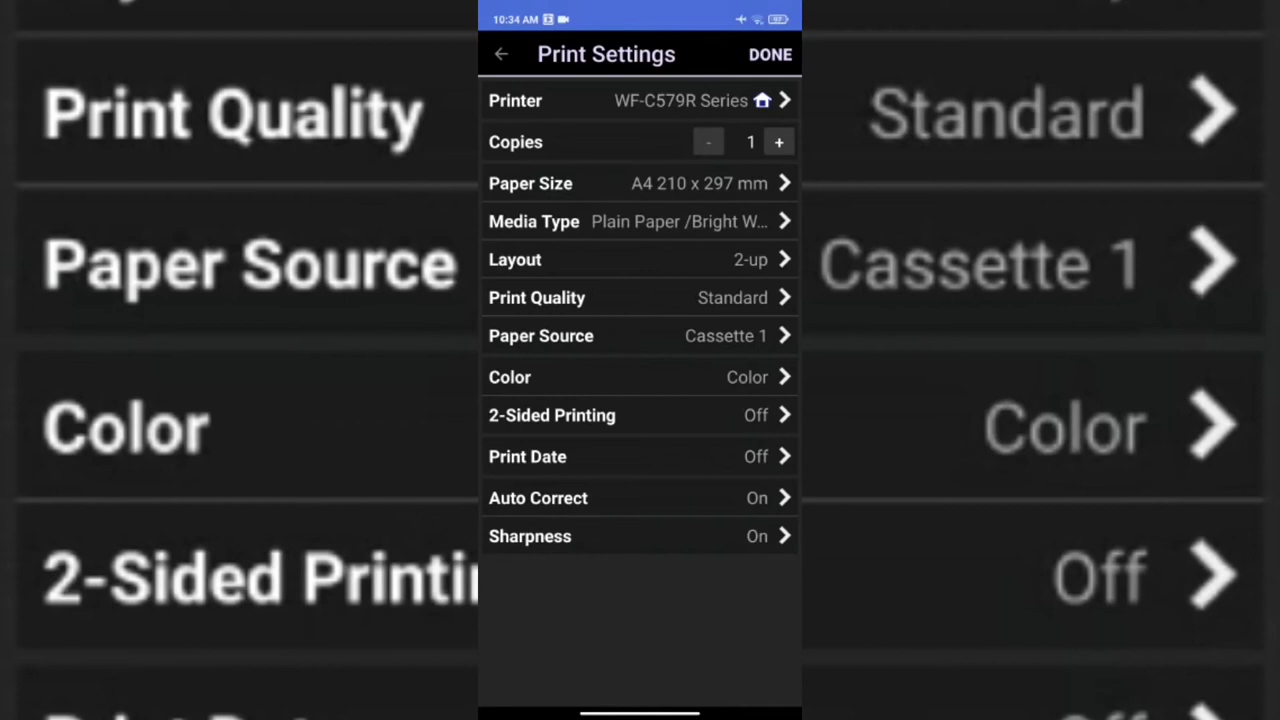 10:34 AM
97
Print Settings DONE
Printer WF-C579R Series
Copies - 1 +
Paper Size A4 210 x 297 mm
Media Type Plain Paper /Bright W...
Layout 2-up
Print Quality Standard
Paper Source Cassette 1
Color Color
2-Sided Printing Off
Print Date Off
Auto Correct On
Sharpness On
Print Quality Standard
Paper Source Cassette 1
Color Color
2-Sided Printin Off